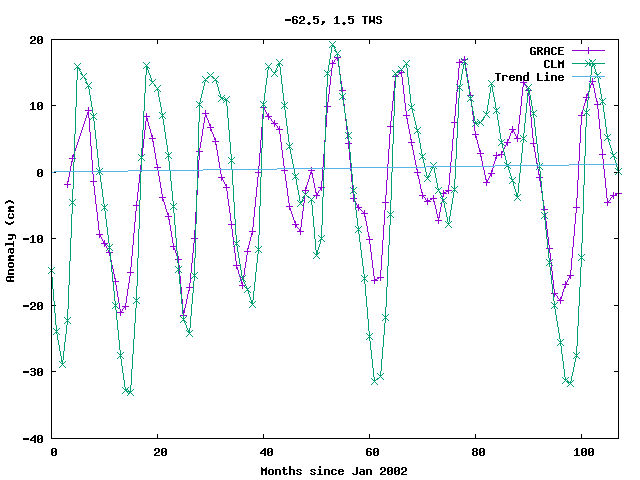 -62.5, 1.5 TWS
GRACE
CLM
Trend Line
20
10
0
-10
-20
-30
-40
Anomaly (cm)
0 20 40 60 80 100
Months since Jan 2002